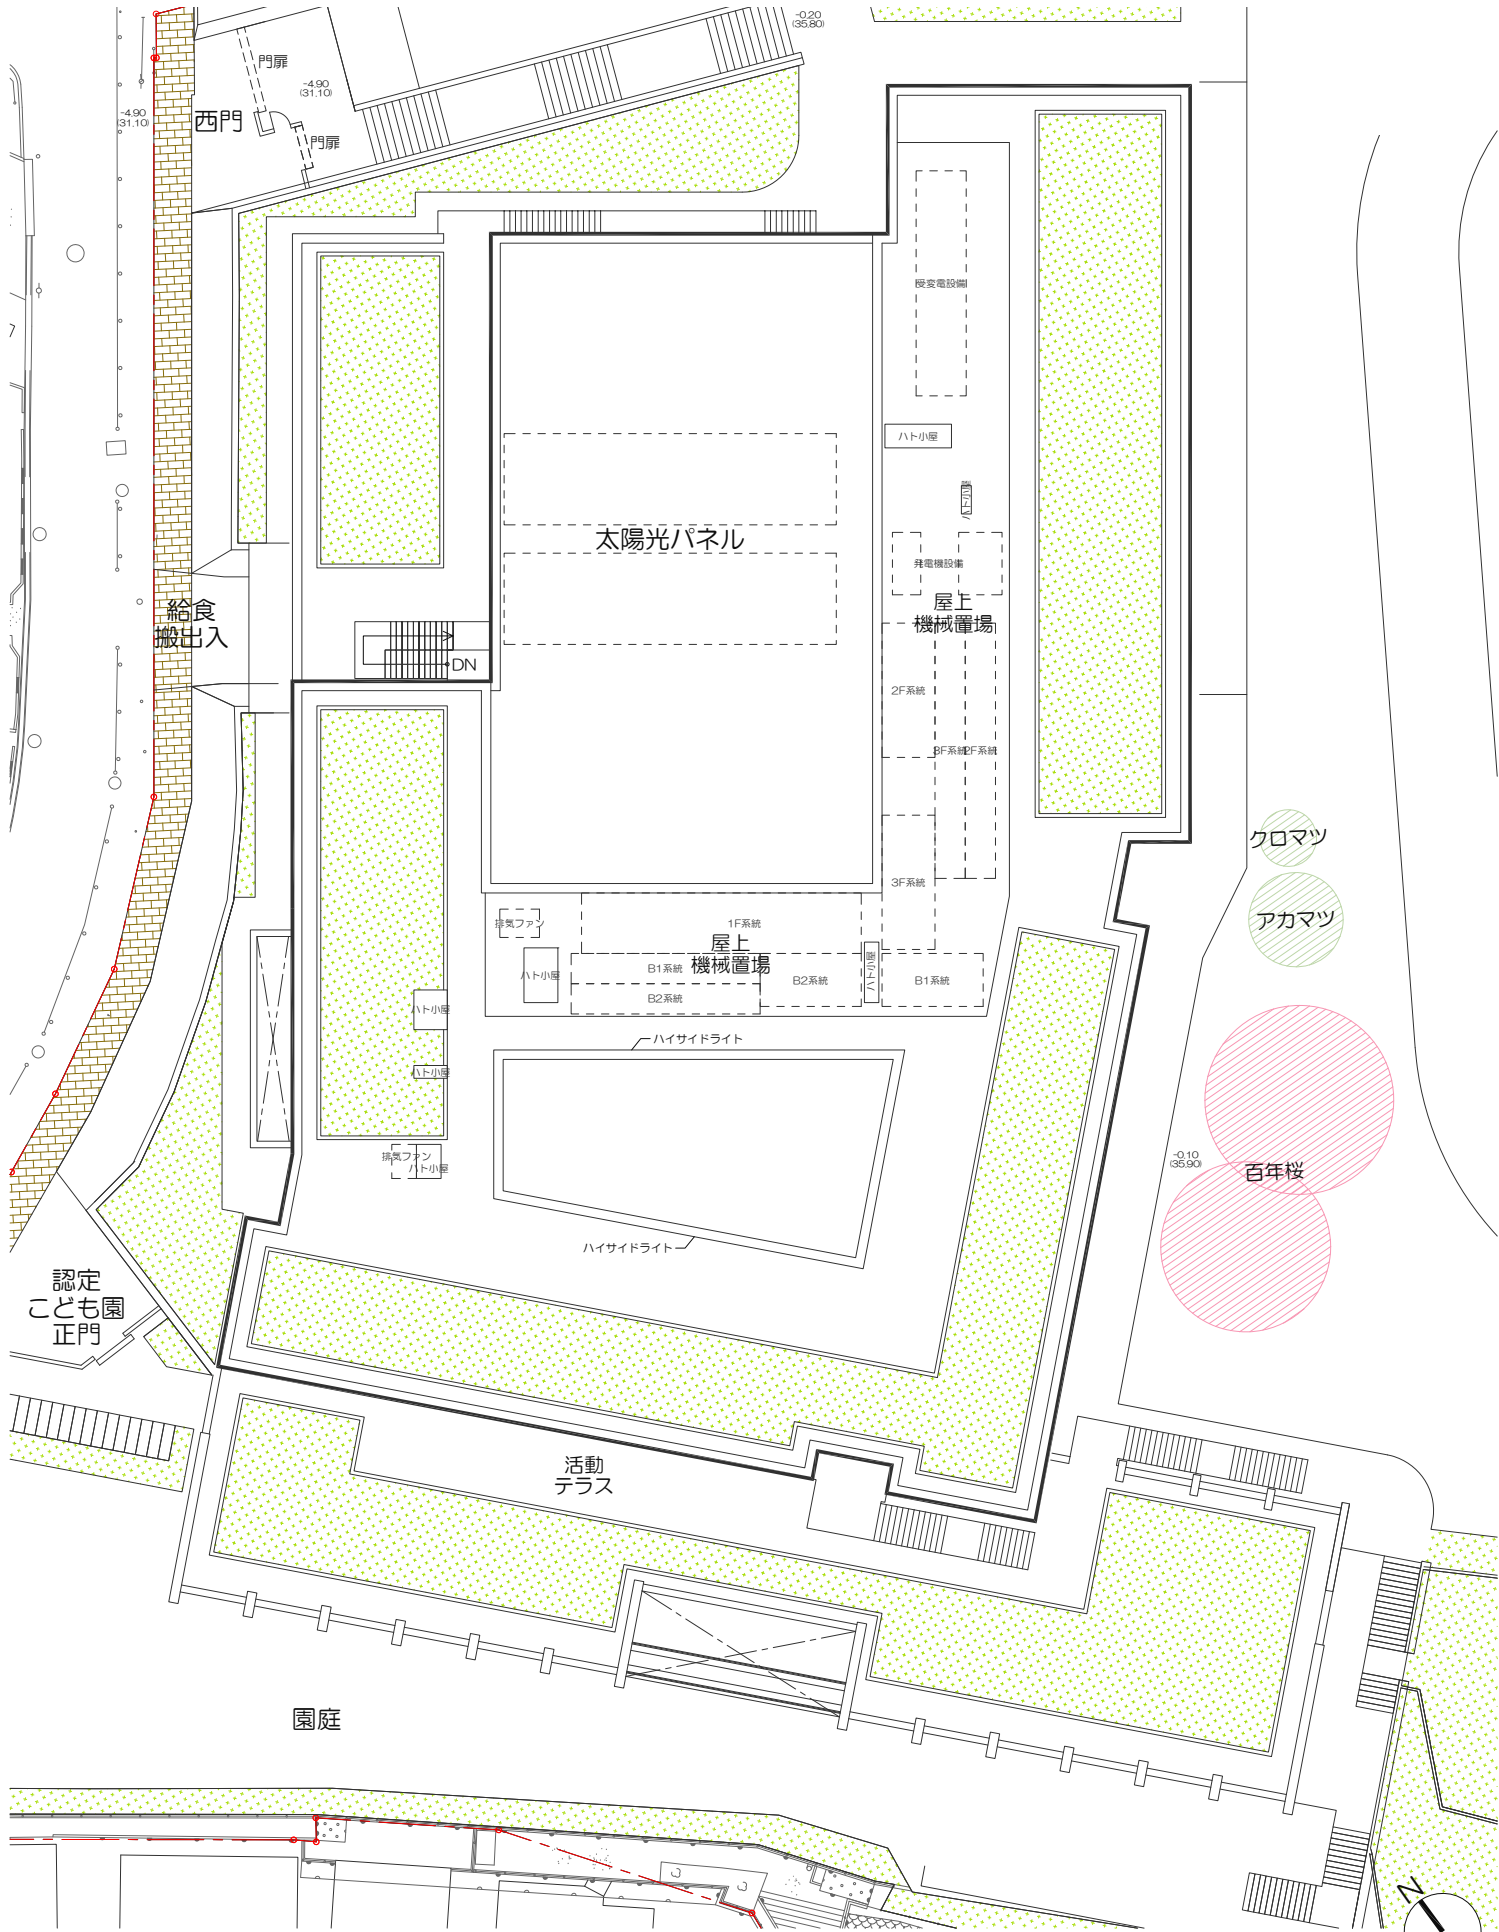 -0.20
(35.80)
門扉
-4.90
(31.10)
-4.90
(31.10)
西門
門扉
受変電設備
ハト小屋
ハト小屋
太陽光パネル
発電機設備
屋上
機械置場
給食
搬出入
DN
2F系統
3F系統
2F系統
クロマツ
3F系統
アカマツ
排気ファン
1F系統
屋上
機械置場
ハト小屋
B1系統
B2系統
B2系統
ハト小屋
B1系統
ハト小屋
ハイサイドライト
ハト小屋
排気ファン
ハト小屋
-0.10
(35.90)
百年桜
ハイサイドライト
認定
こども園
正門
活動
テラス
園庭
N